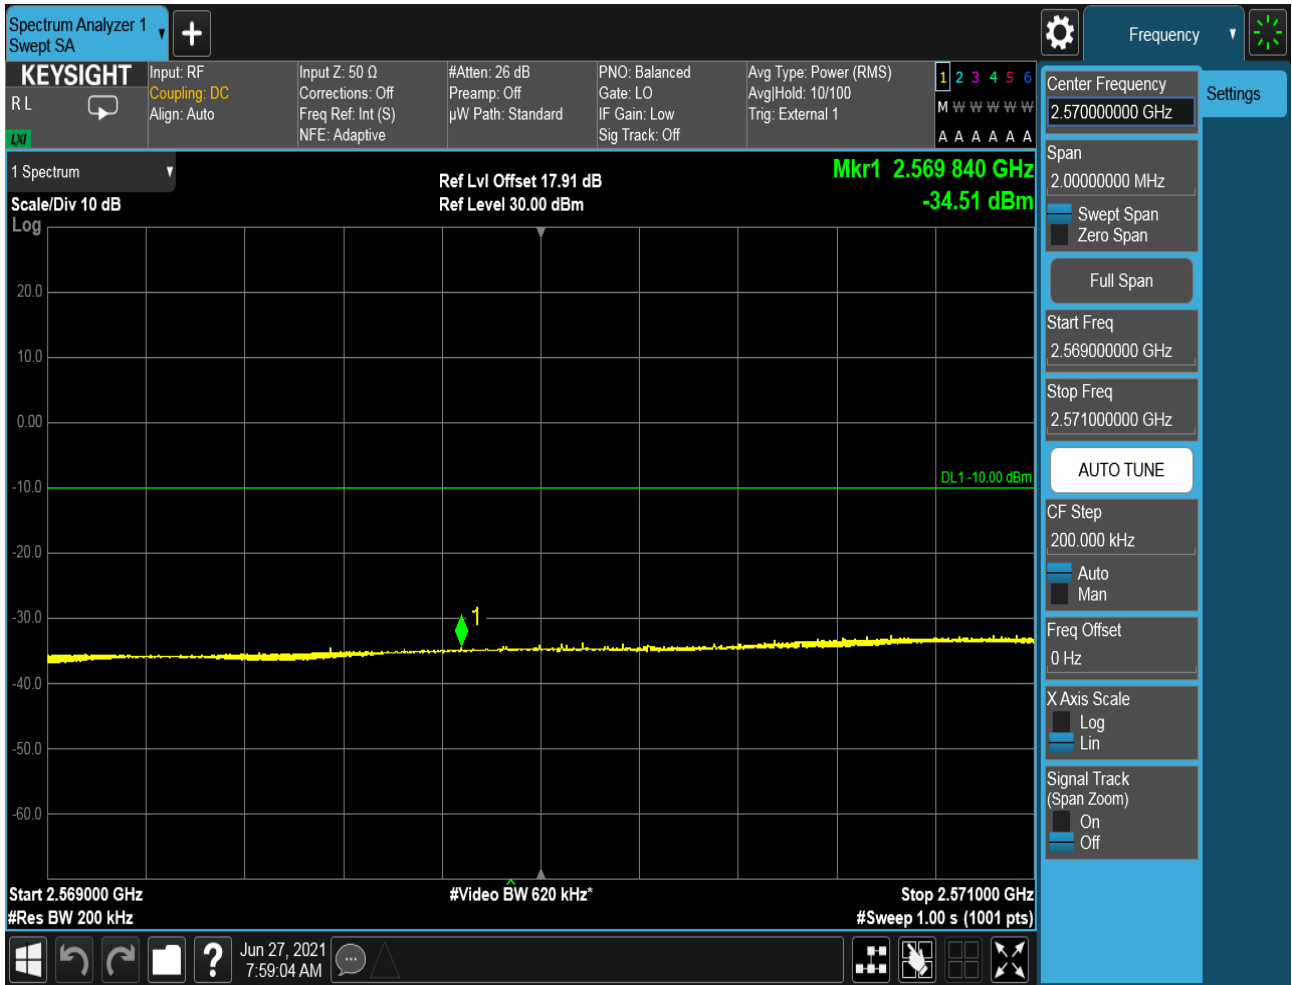 Spectrum Analyzer 1
Swept SA
Frequency
KEYSIGHT
R L
LXI
Input: RF
Coupling: DC
Align: Auto
Input Z: 50 Ω
Corrections: Off
Freq Ref: Int (S)
NFE: Adaptive
#Atten: 26 dB
Preamp: Off
µW Path: Standard
PNO: Balanced
Gate: LO
IF Gain: Low
Sig Track: Off
Avg Type: Power (RMS)
Avg|Hold: 10/100
Trig: External 1
1 2 3 4 5 6
M W W W W W
A A A A A A
1 Spectrum
Scale/Div 10 dB
Log
Ref Lvl Offset 17.91 dB
Ref Level 30.00 dBm
Mkr1 2.569 840 GHz
-34.51 dBm
20.0
10.0
0.00
-10.0
-20.0
-30.0
-40.0
-50.0
-60.0
DL1 -10.00 dBm
1
Start 2.569000 GHz
#Res BW 200 kHz
#Video BW 620 kHz*
Stop 2.571000 GHz
#Sweep 1.00 s (1001 pts)
?
Jun 27, 2021
7:59:04 AM
Center Frequency
2.570000000 GHz
Settings
Span
2.00000000 MHz
Swept Span
Zero Span
Full Span
Start Freq
2.569000000 GHz
Stop Freq
2.571000000 GHz
AUTO TUNE
CF Step
200.000 kHz
Auto
Man
Freq Offset
0 Hz
X Axis Scale
Log
Lin
Signal Track
(Span Zoom)
On
Off